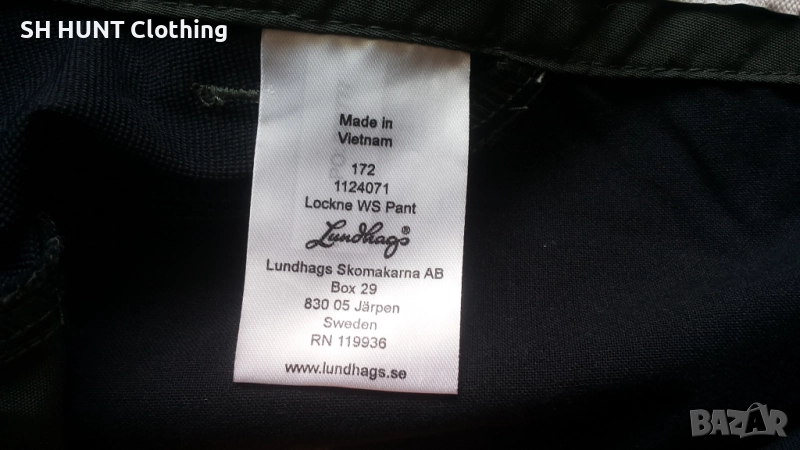 SH HUNT Clothing
Made in
Vietnam
172
1124071
Lockne WS Pant
Lundhags®
Lundhags Skomakarna AB
Box 29
830 05 Järpen
Sweden
RN 119936
www.lundhags.se
BAZAR